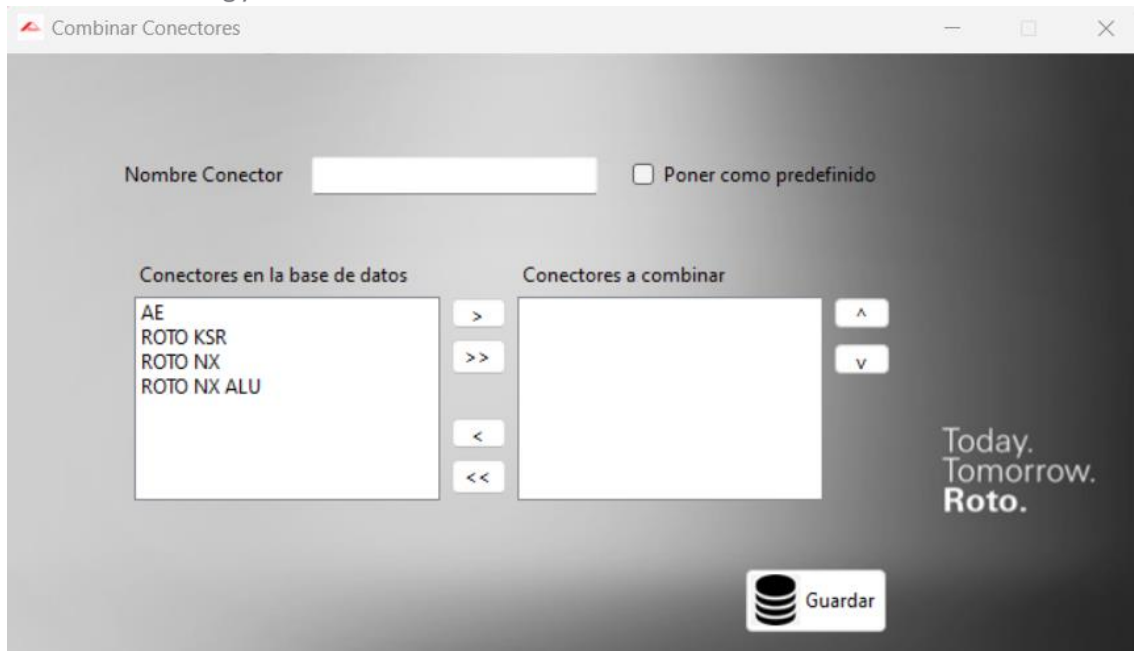 Combinar Conectores
Nombre Conector
Poner como predefinido
Conectores en la base de datos
Conectores a combinar
AE
ROTO KSR
ROTO NX
ROTO NX ALU
>
>>
<
<<
^
v
Today.
Tomorrow.
Roto.
Guardar